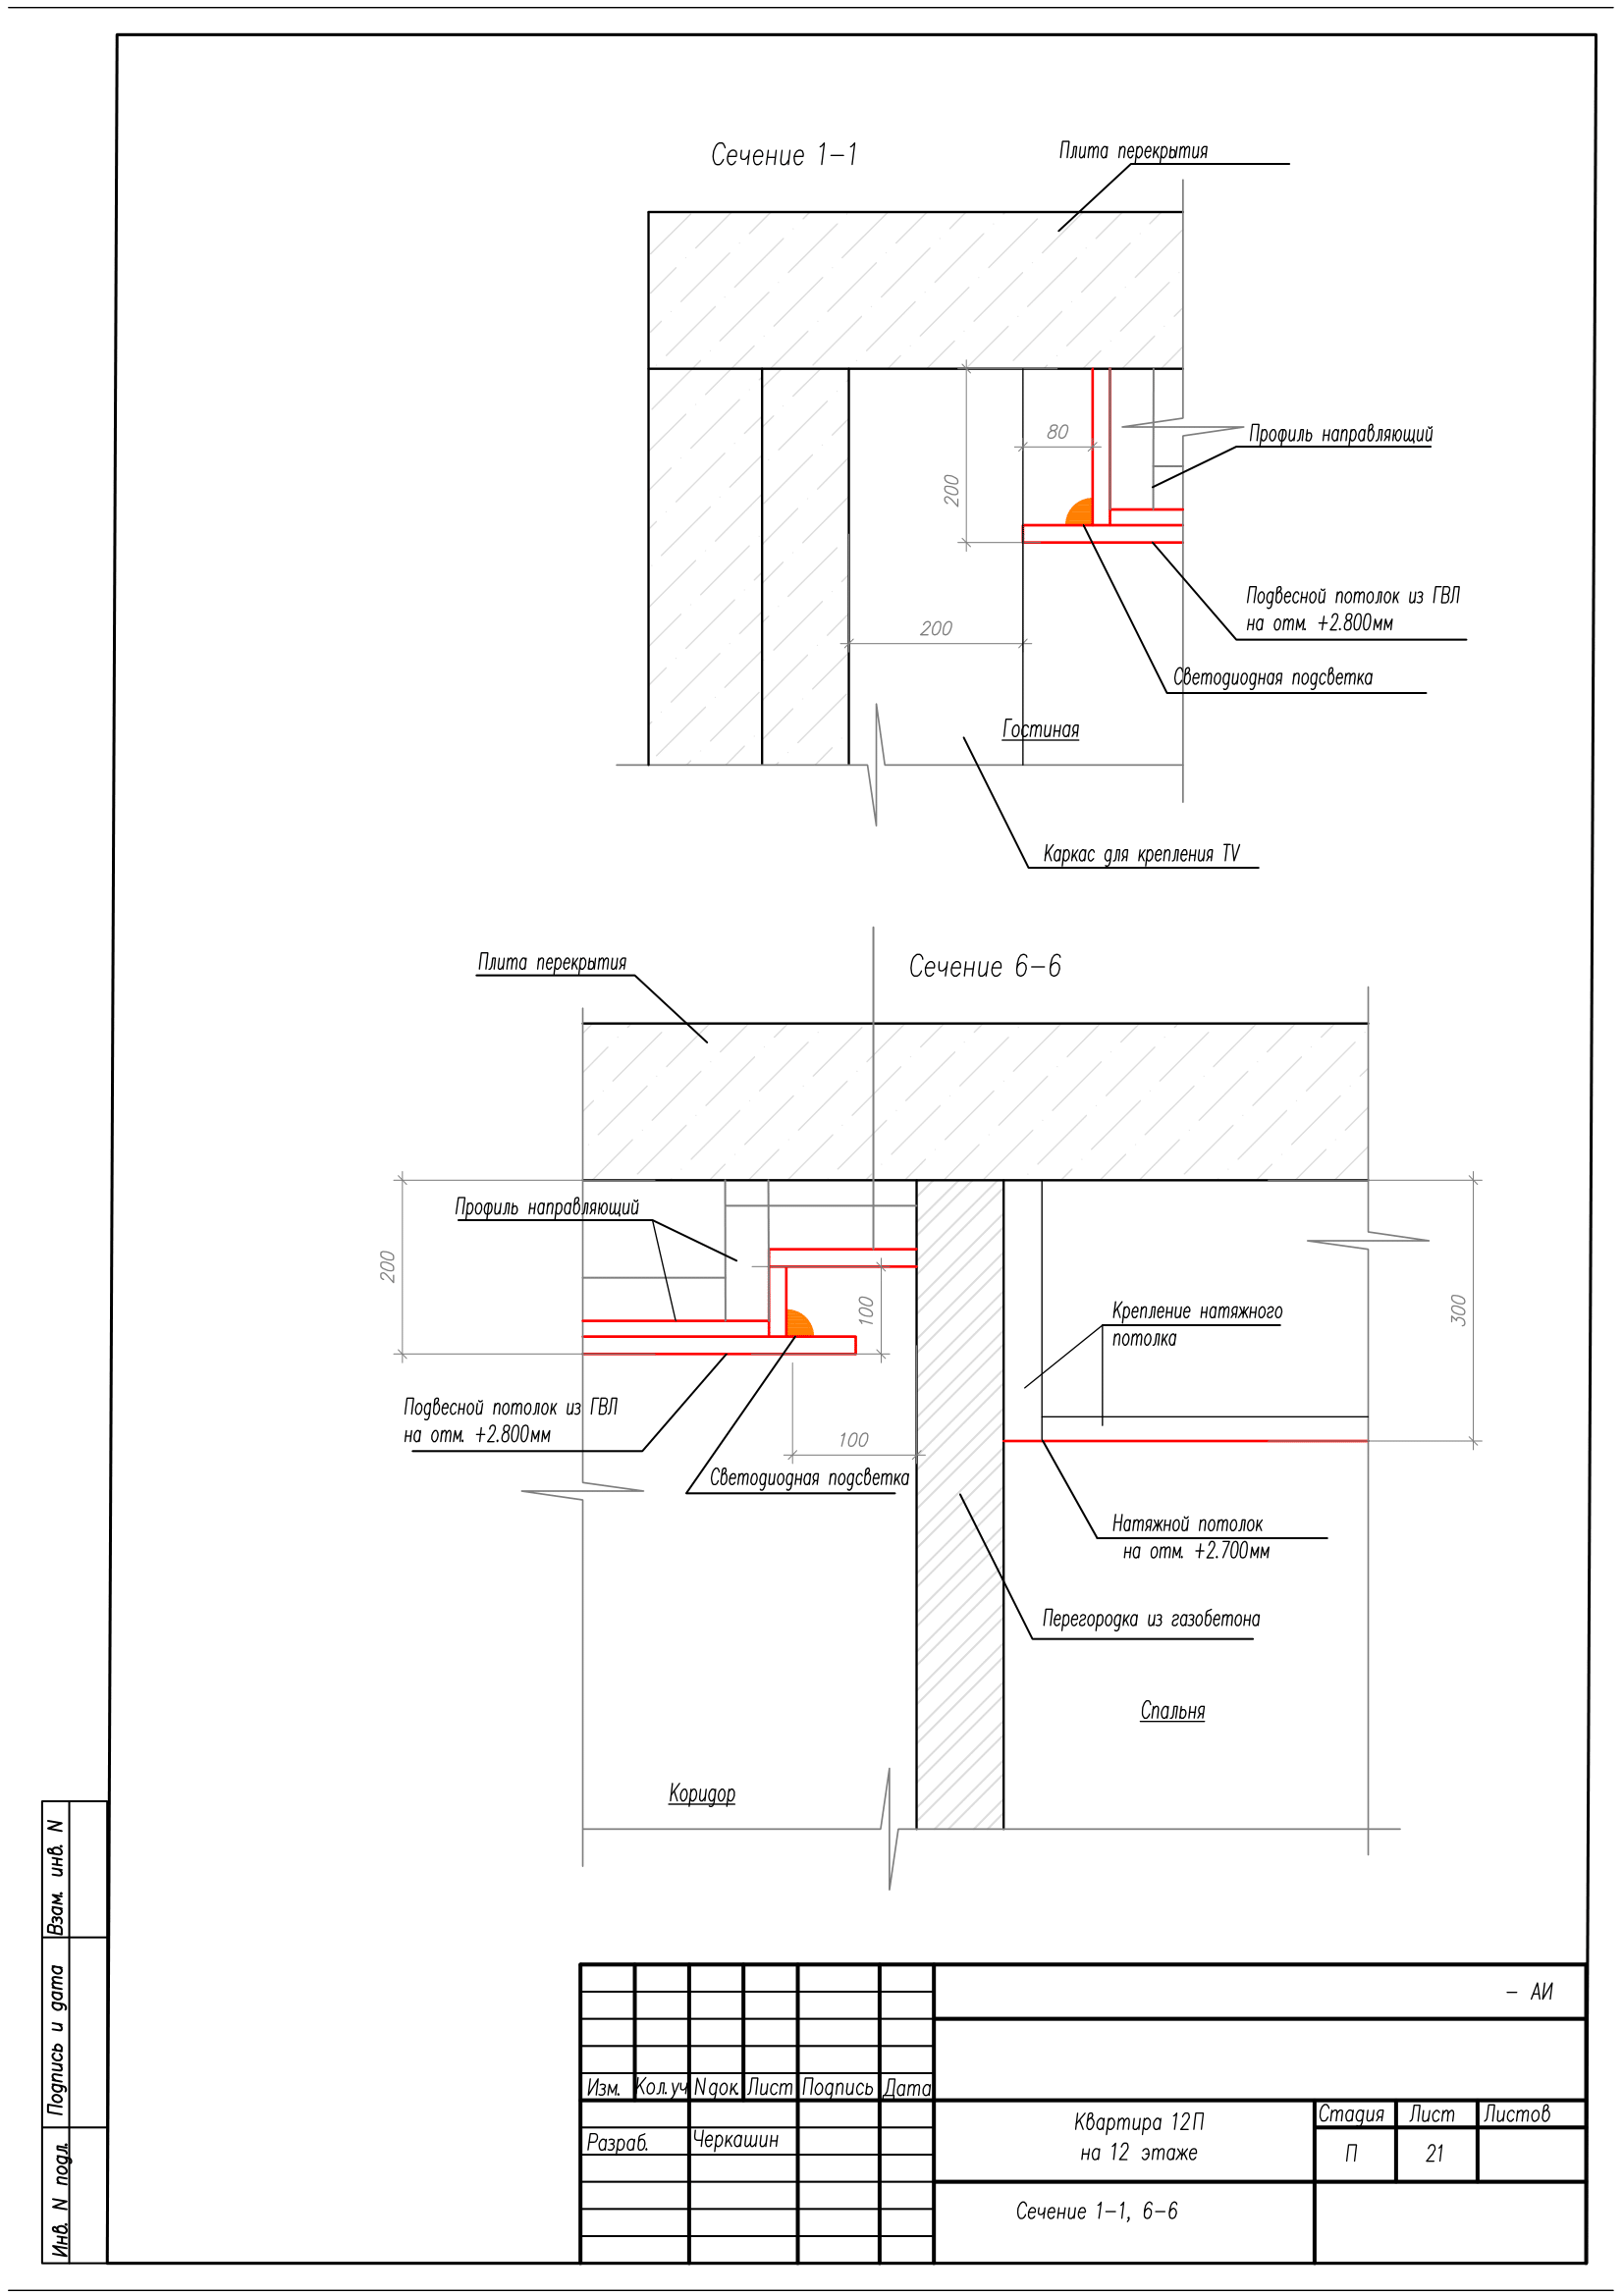 Сечение 1-1
Плита перекрытия
80
Профиль направляющий
200
Подвесной потолок из ГВЛ
на отм. +2.800мм
200
Светодиодная подсветка
Гостиная
Каркас для крепления TV
Плита перекрытия
Сечение 6-6
Профиль направляющий
200
100
300
Крепление натяжного
потолка
Подвесной потолок из ГВЛ
на отм. +2.800мм
100
Светодиодная подсветка
Натяжной потолок
на отм. +2.700мм
Перегородка из газобетона
Спальня
Коридор
Взам. инв. N
Подпись и дата
Инв. N подл.
- АИ
Изм. Кол.уч Nдок. Лист Подпись Дата
Разраб. Черкашин
Квартира 12П
на 12 этаже
Стадия Лист Листов
П 21
Сечение 1-1, 6-6